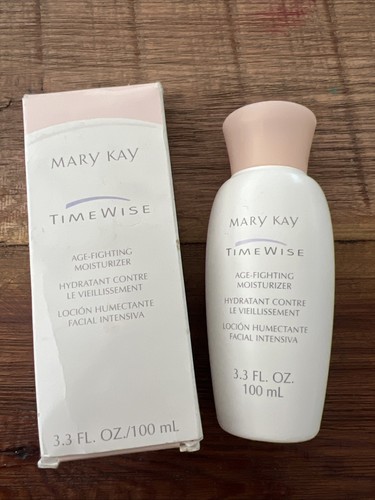 MARY KAY
TIMEWISE
AGE-FIGHTING
MOISTURIZER
HYDRATANT CONTRE
LE VIEILLISSEMENT
LOCIÓN HUMECTANTE
FACIAL INTENSIVA
3.3 FL. OZ./100 mL
MARY KAY
TIMEWISE
AGE-FIGHTING
MOISTURIZER
HYDRATANT CONTRE
LE VIEILLISSEMENT
LOCIÓN HUMECTANTE
FACIAL INTENSIVA
3.3 FL. OZ.
100 mL